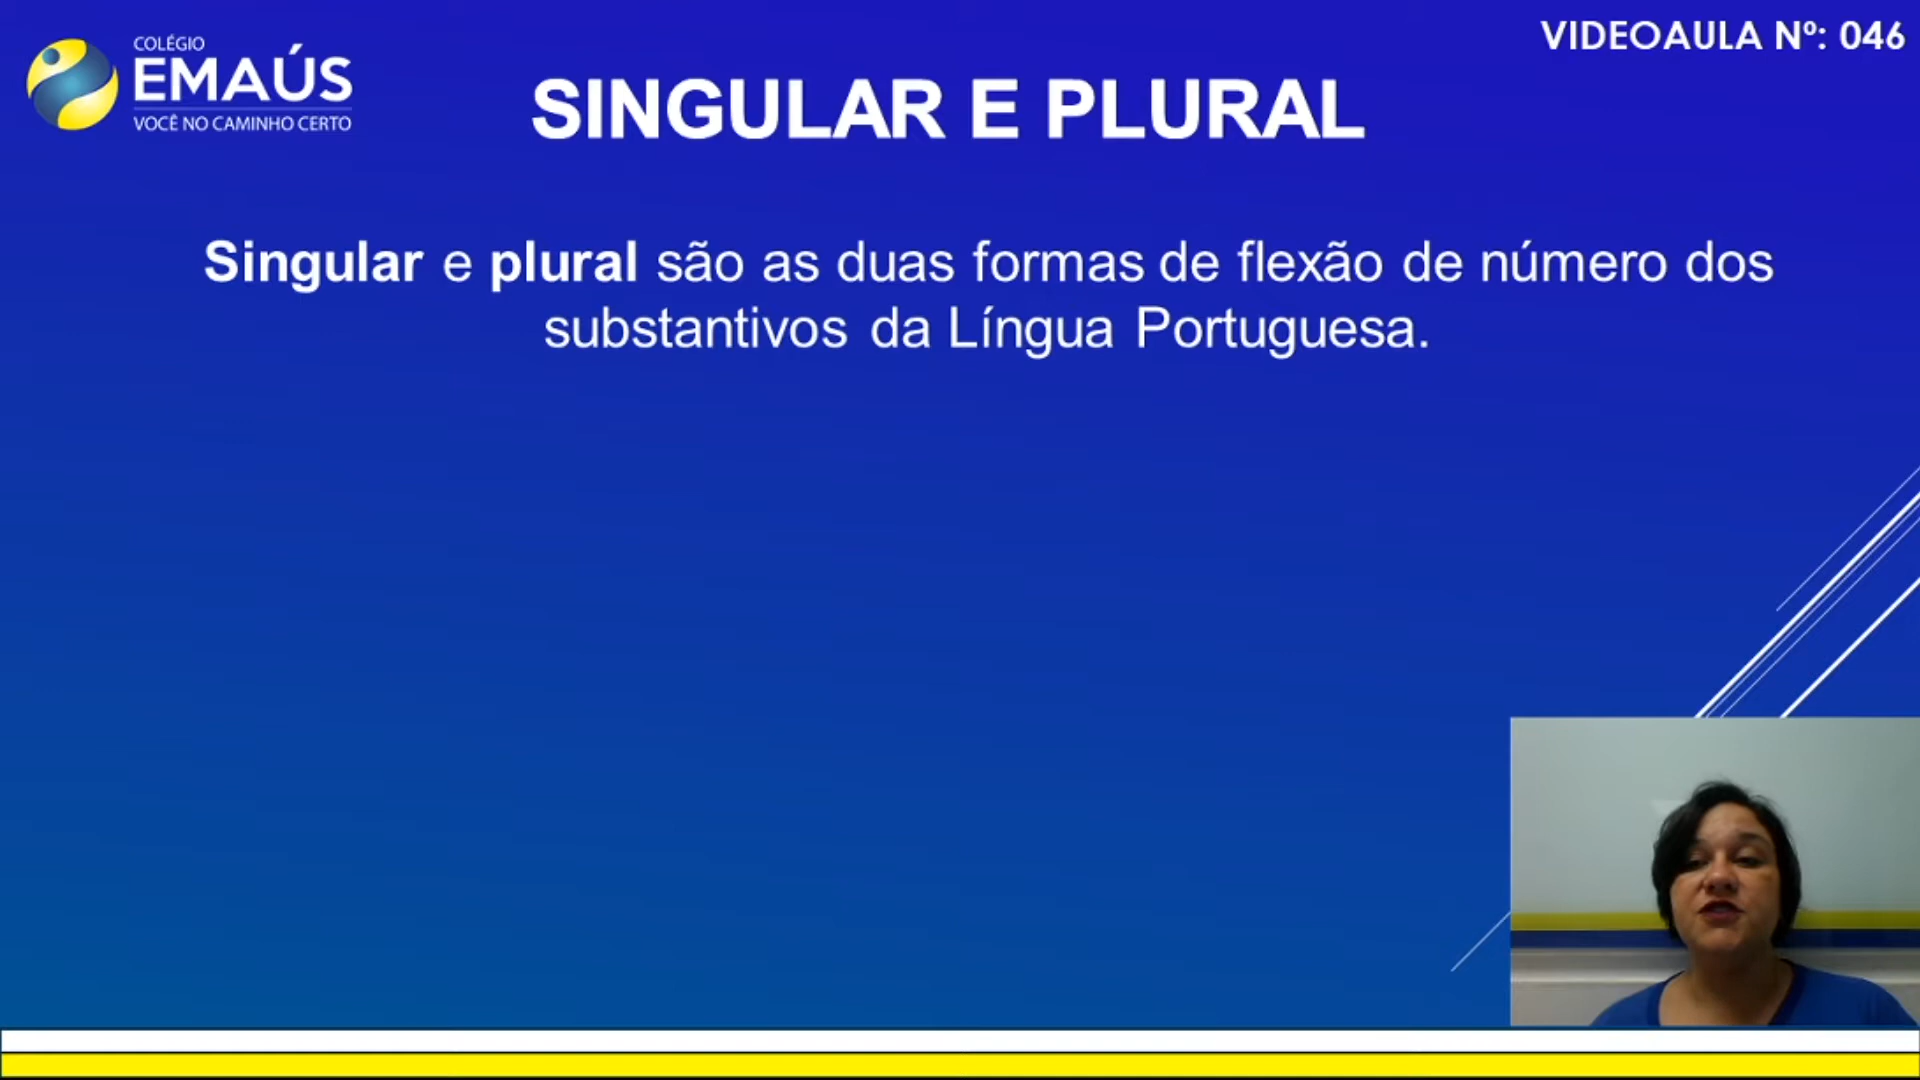 VIDEOAULA Nº: 046
COLÉGIO
EMAÚS
VOCÊ NO CAMINHO CERTO
SINGULAR E PLURAL
Singular e plural são as duas formas de flexão de número dos
substantivos da Língua Portuguesa.